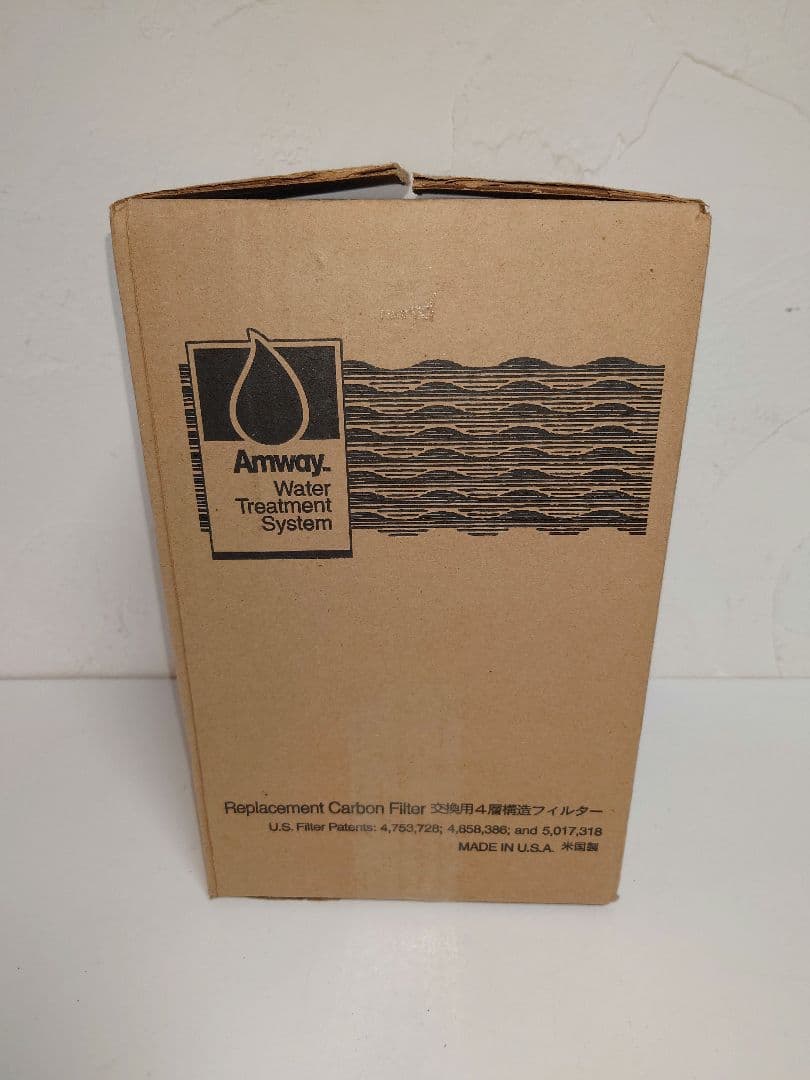 Amway™
Water
Treatment
System
Replacement Carbon Filter 交換用4層構造フィルター
U.S. Filter Patents: 4,753,728; 4,858,386; and 5,017,318
MADE IN U.S.A. 米国製